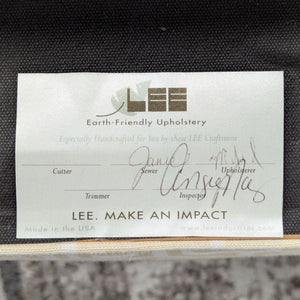 LEE
Earth-Friendly Upholstery
Especially Handcrafted for You by these LEE Craftsmen
Cutter Sewer Upholsterer
Trimmer Inspector
LEE. MAKE AN IMPACT
Made in the USA www.leeindustries.com